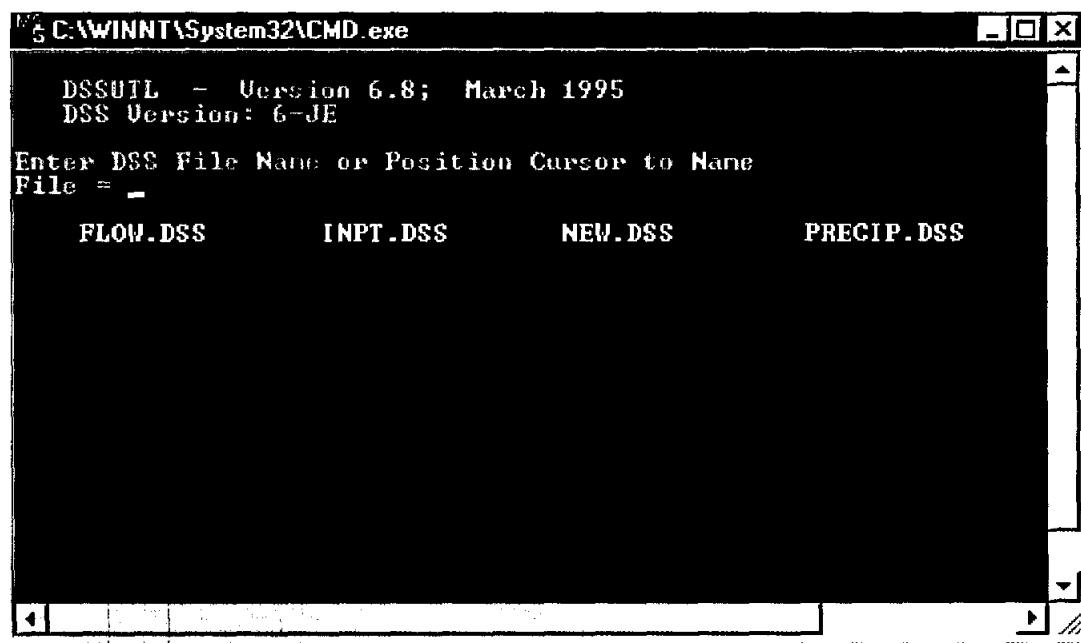 C:\WINNT\System32\CMD.exe
DSSUTL - Version 6.8; March 1995
DSS Version: 6-JE
Enter DSS File Name or Position Cursor to Name
File = _
FLOW.DSS INPT.DSS NEW.DSS PRECIP.DSS